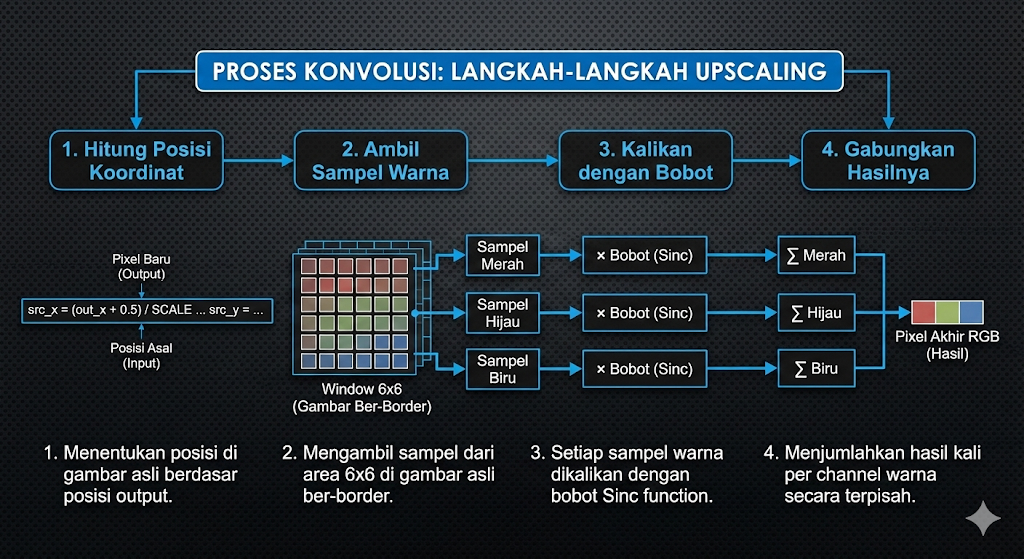 PROSES KONVOLUSI: LANGKAH-LANGKAH UPSCALING
1. Hitung Posisi
Koordinat
2. Ambil
Sampel Warna
3. Kalikan
dengan Bobot
4. Gabungkan
Hasilnya
Pixel Baru
(Output)
src_x = (out_x + 0.5) / SCALE ... src_y = ...
Posisi Asal
(Input)
Window 6x6
(Gambar Ber-Border)
Sampel
Merah
× Bobot (Sinc)
∑ Merah
Sampel
Hijau
× Bobot (Sinc)
∑ Hijau
Sampel
Biru
× Bobot (Sinc)
∑ Biru
Pixel Akhir RGB
(Hasil)
1. Menentukan posisi di
gambar asli berdasar
posisi output.
2. Mengambil sampel dari
area 6x6 di gambar asli
ber-border.
3. Setiap sampel warna
dikalikan dengan
bobot Sinc function.
4. Menjumlahkan hasil kali
per channel warna
secara terpisah.